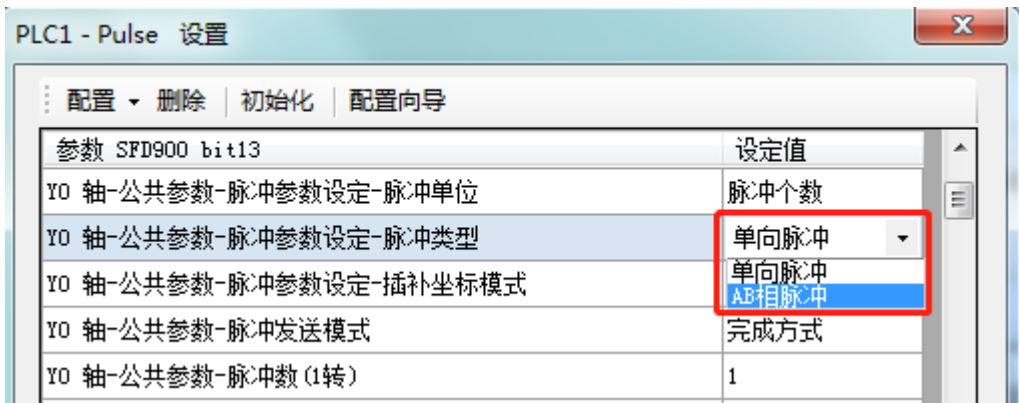 PLC1 - Pulse 设置
配置 删除 初始化 配置向导
参数 SFD900 bit13 设定值
Y0 轴-公共参数-脉冲参数设定-脉冲单位 脉冲个数
Y0 轴-公共参数-脉冲参数设定-脉冲类型 单向脉冲
单向脉冲
Y0 轴-公共参数-脉冲参数设定-插补坐标模式 AB相脉冲
Y0 轴-公共参数-脉冲发送模式 完成方式
Y0 轴-公共参数-脉冲数(1转) 1